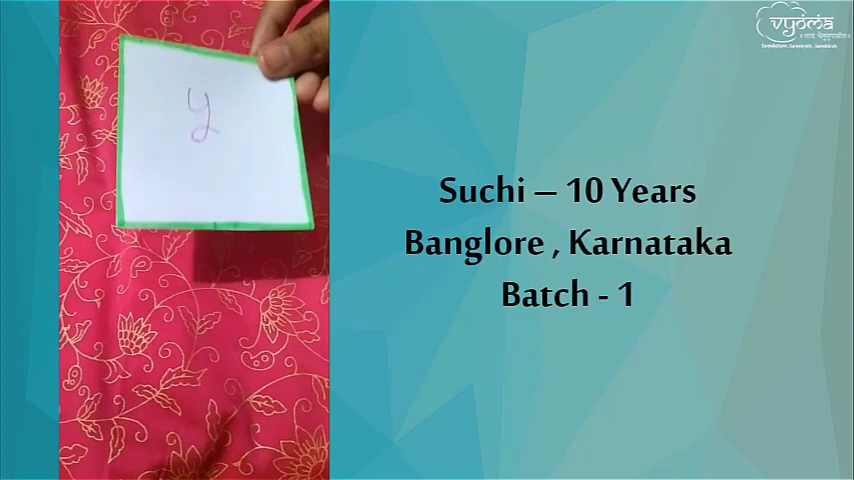 vyoma
Suchi – 10 Years
Banglore , Karnataka
Batch - 1